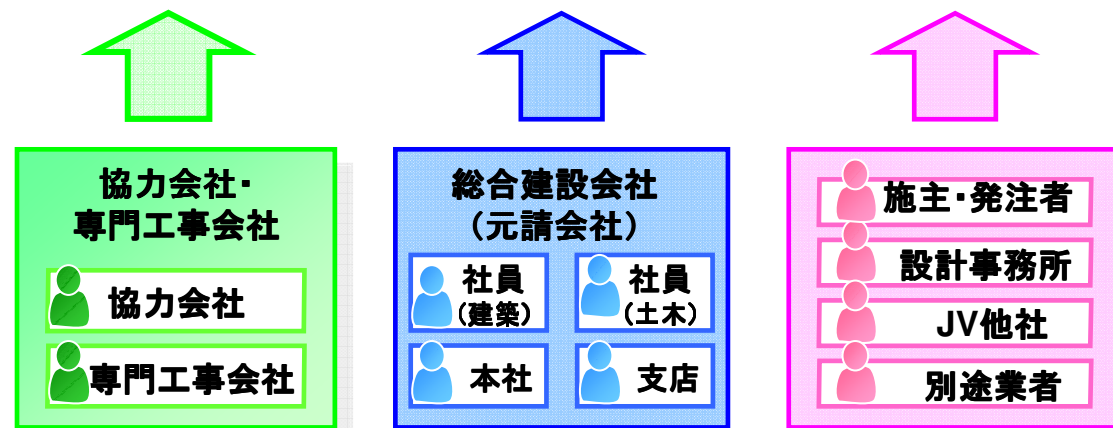 協力会社・
専門工事会社
協力会社
専門工事会社
総合建設会社
(元請会社)
社員
(建築)
社員
(土木)
本社
支店
施主・発注者
設計事務所
JV他社
別途業者